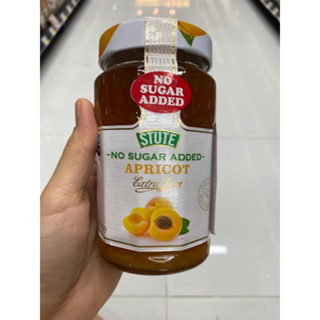 NO
SUGAR
ADDED
STUTE
-NO SUGAR ADDED-
APRICOT
Extra Jam